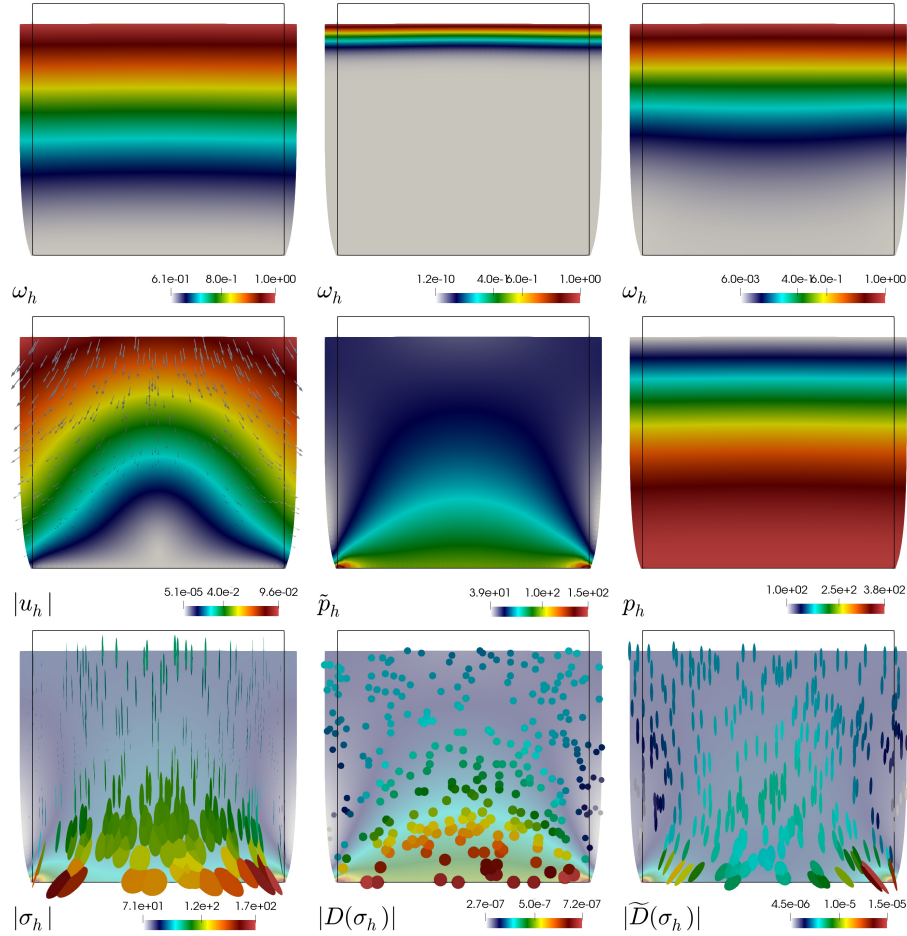 6.1e-01 8.0e-1 1.0e+00
ω_h
1.2e-10 4.0e-1 6.0e-1 1.0e+00
ω_h
6.0e-03 4.0e-1 6.0e-1 1.0e+00
ω_h
5.1e-05 4.0e-2 9.6e-02
|u_h|
3.9e+01 1.0e+2 1.5e+02
p̃_h
1.0e+02 2.5e+2 3.8e+02
p_h
7.1e+01 1.2e+2 1.7e+02
|σ_h|
2.7e-07 5.0e-7 7.2e-07
|D(σ_h)|
4.5e-06 1.0e-5 1.5e-05
|D̃(σ_h)|